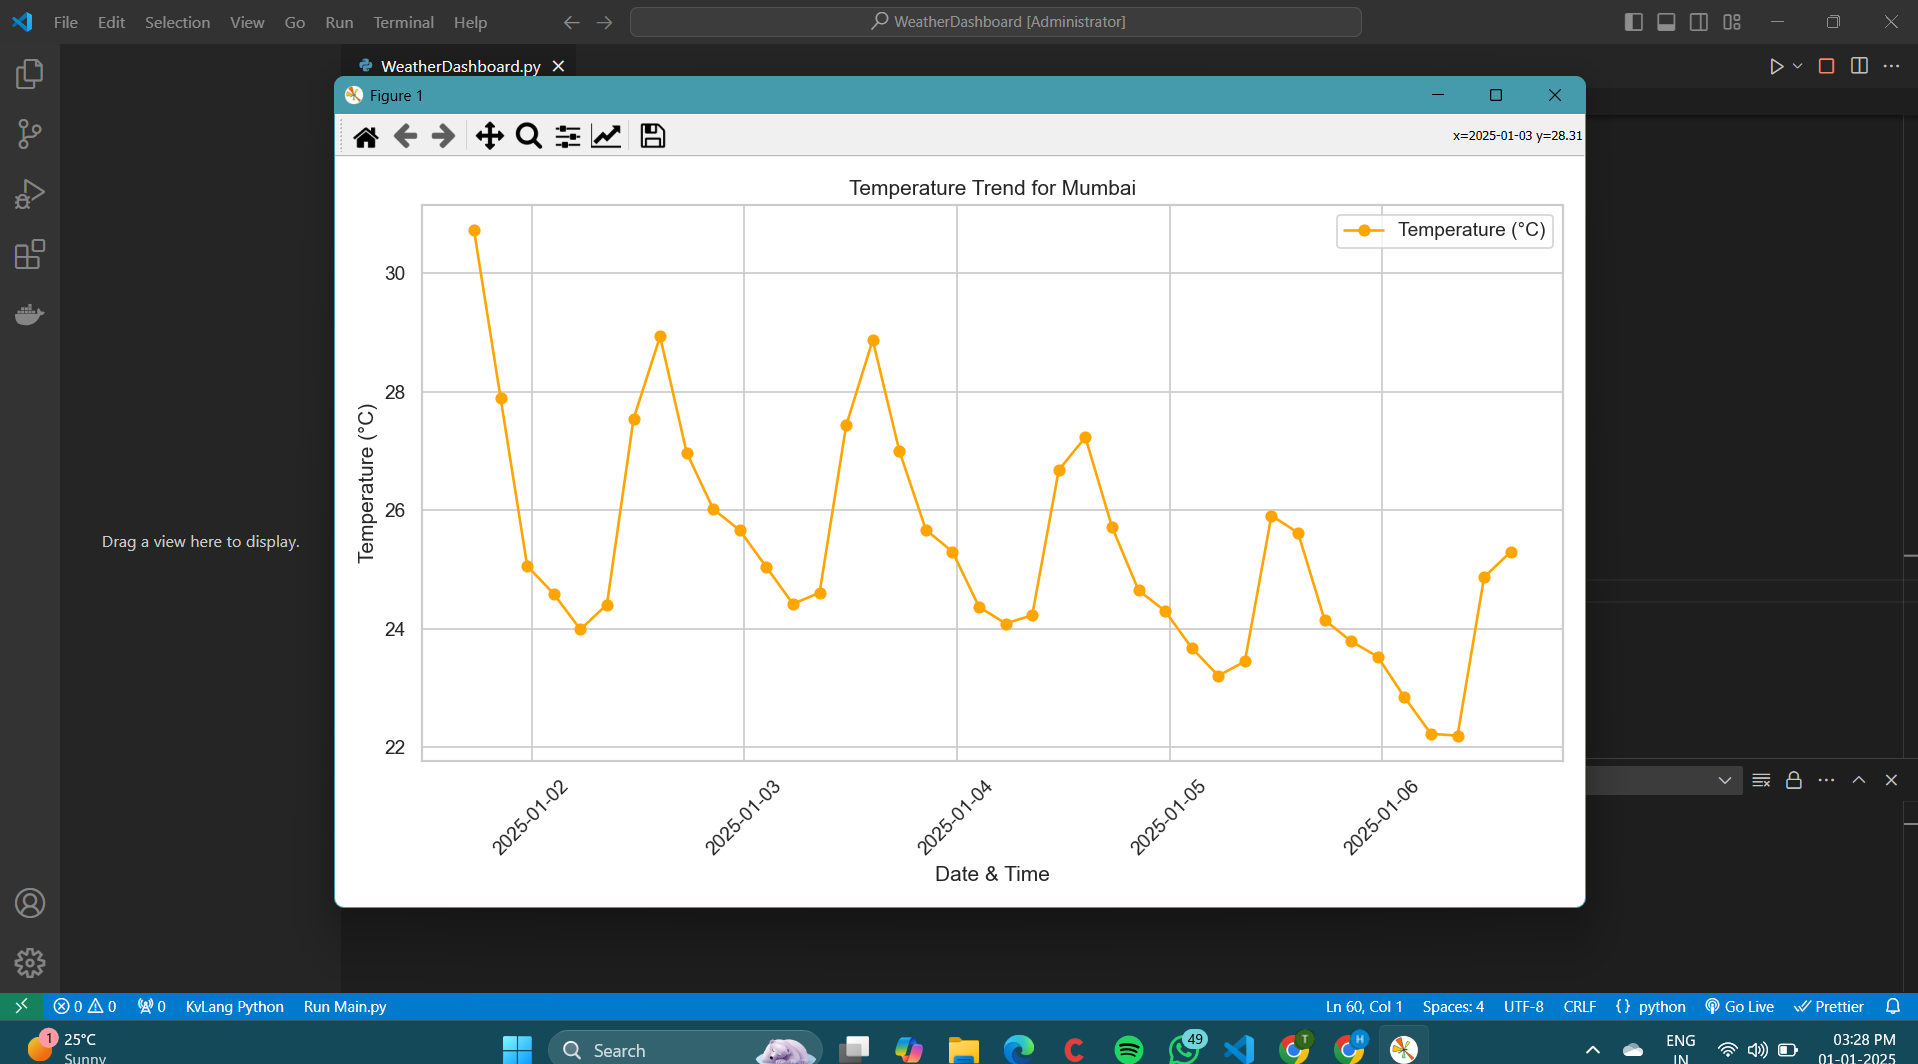 File Edit Selection View Go Run Terminal Help
WeatherDashboard [Administrator]
WeatherDashboard.py
Figure 1
x=2025-01-03 y=28.31
Temperature Trend for Mumbai
Temperature (°C)
30
28
26
24
22
Temperature (°C)
2025-01-02
2025-01-03
2025-01-04
2025-01-05
2025-01-06
Date & Time
Drag a view here to display.
0 0 0 KvLang Python Run Main.py
Ln 60, Col 1 Spaces: 4 UTF-8 CRLF {} python Go Live Prettier
1
25°C
Sunny
Search
C
49
T
H
ENG
IN
03:28 PM
01-01-2025